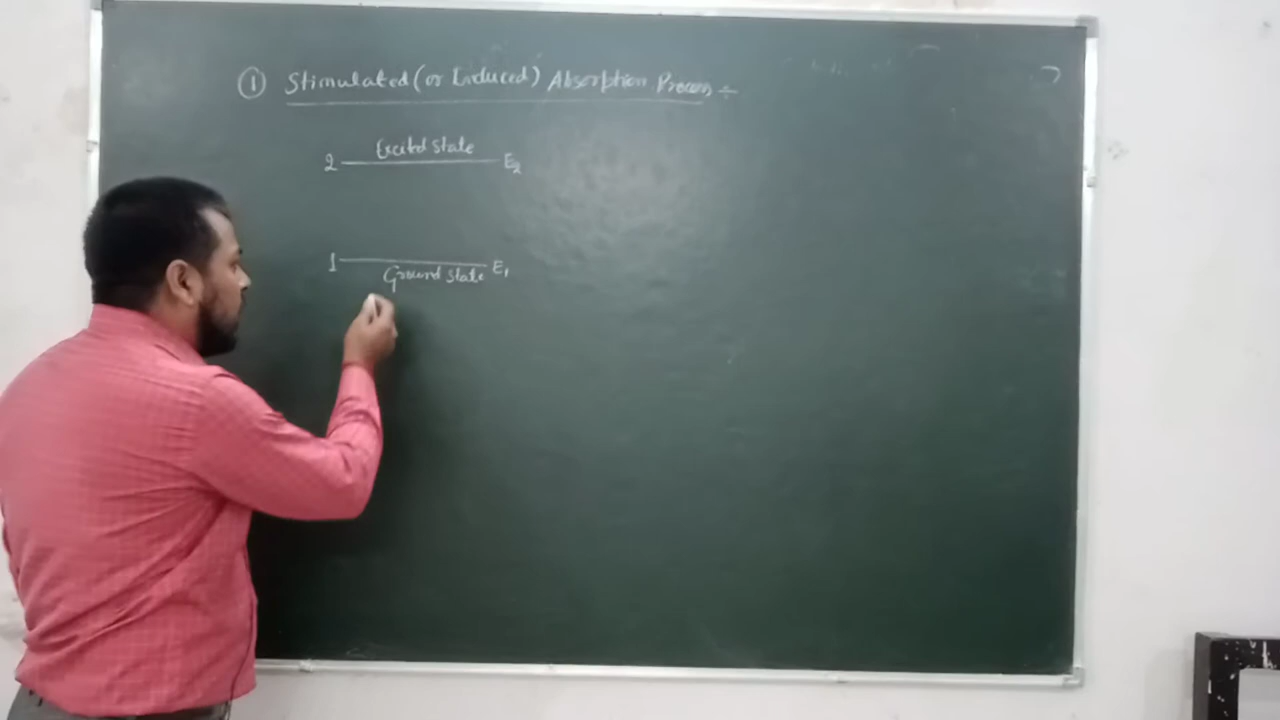 ① Stimulated (or Induced) Absorption Process ÷
Excited state
2 E₂
1 E₁
Ground state